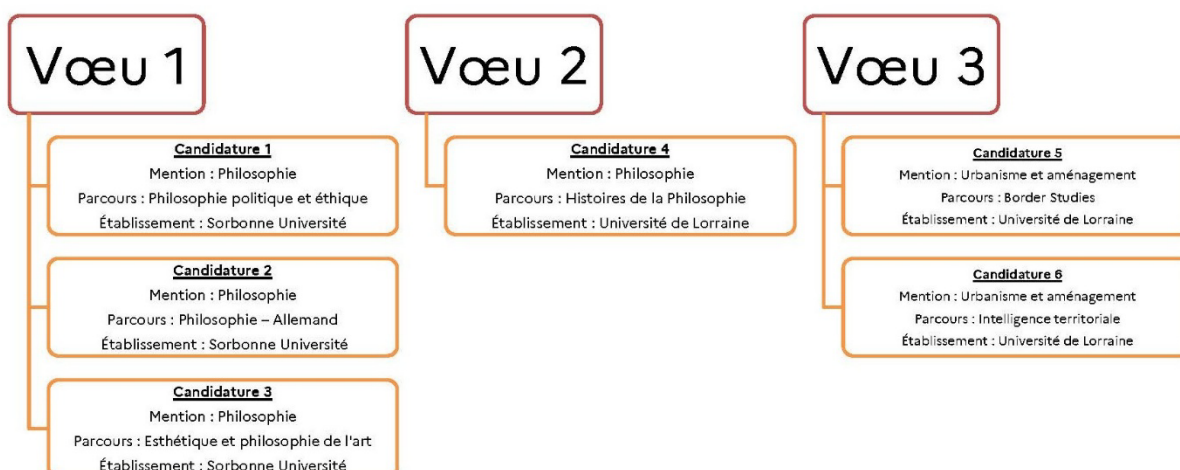 Vœu 1
Candidature 1
Mention : Philosophie
Parcours : Philosophie politique et éthique
Établissement : Sorbonne Université
Candidature 2
Mention : Philosophie
Parcours : Philosophie – Allemand
Établissement : Sorbonne Université
Candidature 3
Mention : Philosophie
Parcours : Esthétique et philosophie de l'art
Établissement : Sorbonne Université
Vœu 2
Candidature 4
Mention : Philosophie
Parcours : Histoires de la Philosophie
Établissement : Université de Lorraine
Vœu 3
Candidature 5
Mention : Urbanisme et aménagement
Parcours : Border Studies
Établissement : Université de Lorraine
Candidature 6
Mention : Urbanisme et aménagement
Parcours : Intelligence territoriale
Établissement : Université de Lorraine